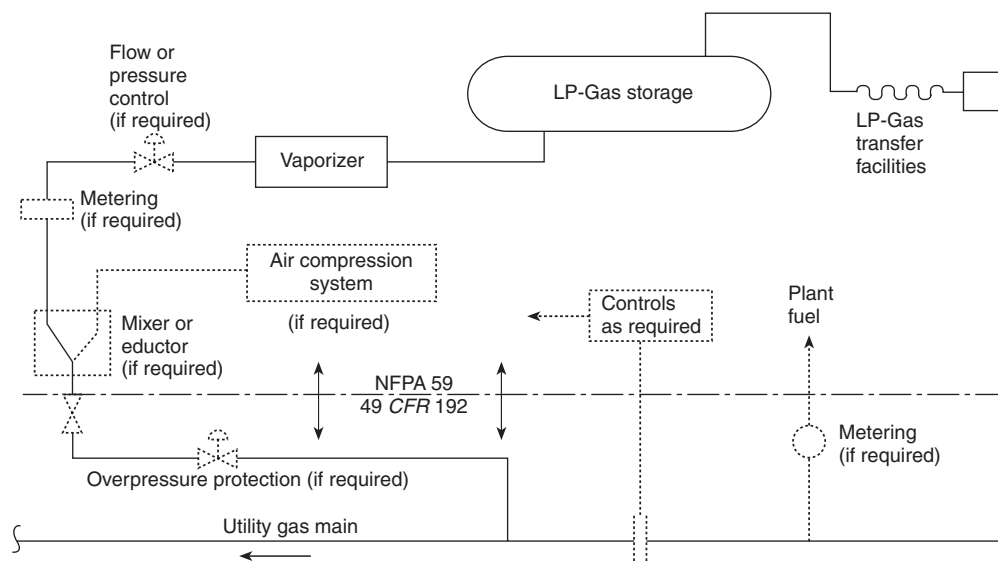 Flow or
pressure
control
(if required)
LP-Gas storage
LP-Gas
transfer
facilities
Vaporizer
Metering
(if required)
Air compression
system
(if required)
Mixer or
eductor
(if required)
Controls
as required
Plant
fuel
NFPA 59
49 CFR 192
Metering
(if required)
Overpressure protection (if required)
Utility gas main